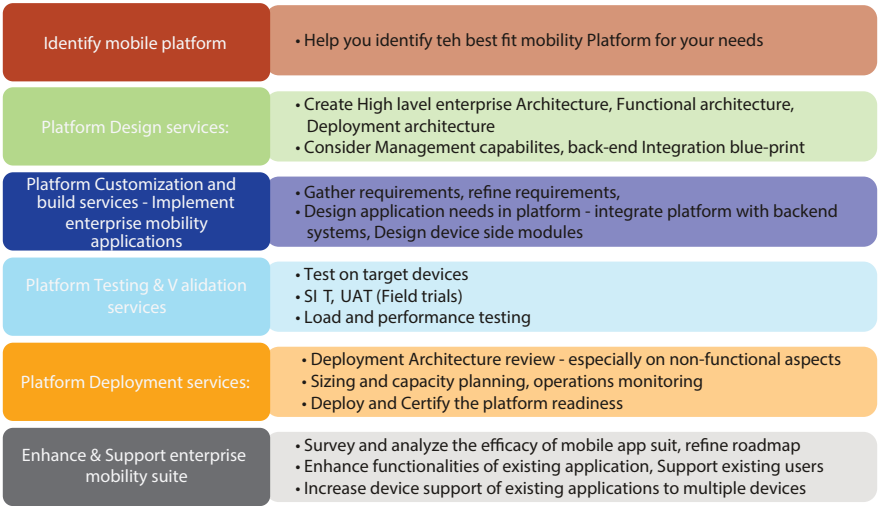 Identify mobile platform
• Help you identify teh best fit mobility Platform for your needs
Platform Design services:
• Create High lavel enterprise Architecture, Functional architecture,
Deployment architecture
• Consider Management capabilites, back-end Integration blue-print
Platform Customization and
build services - Implement
enterprise mobility
applications
• Gather requirements, refine requirements,
• Design application needs in platform - integrate platform with backend
systems, Design device side modules
Platform Testing & V alidation
services
• Test on target devices
• SI T, UAT (Field trials)
• Load and performance testing
Platform Deployment services:
• Deployment Architecture review - especially on non-functional aspects
• Sizing and capacity planning, operations monitoring
• Deploy and Certify the platform readiness
Enhance & Support enterprise
mobility suite
• Survey and analyze the efficacy of mobile app suit, refine roadmap
• Enhance functionalities of existing application, Support existing users
• Increase device support of existing applications to multiple devices